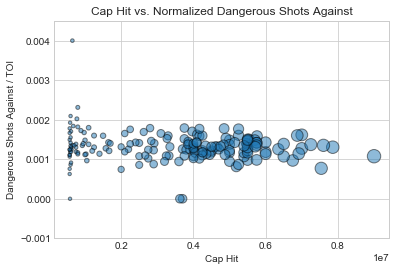 Cap Hit vs. Normalized Dangerous Shots Against
Dangerous Shots Against / TOI
0.004
0.003
0.002
0.001
0.000
−0.001
0.2
0.4
0.6
0.8
1e7
Cap Hit